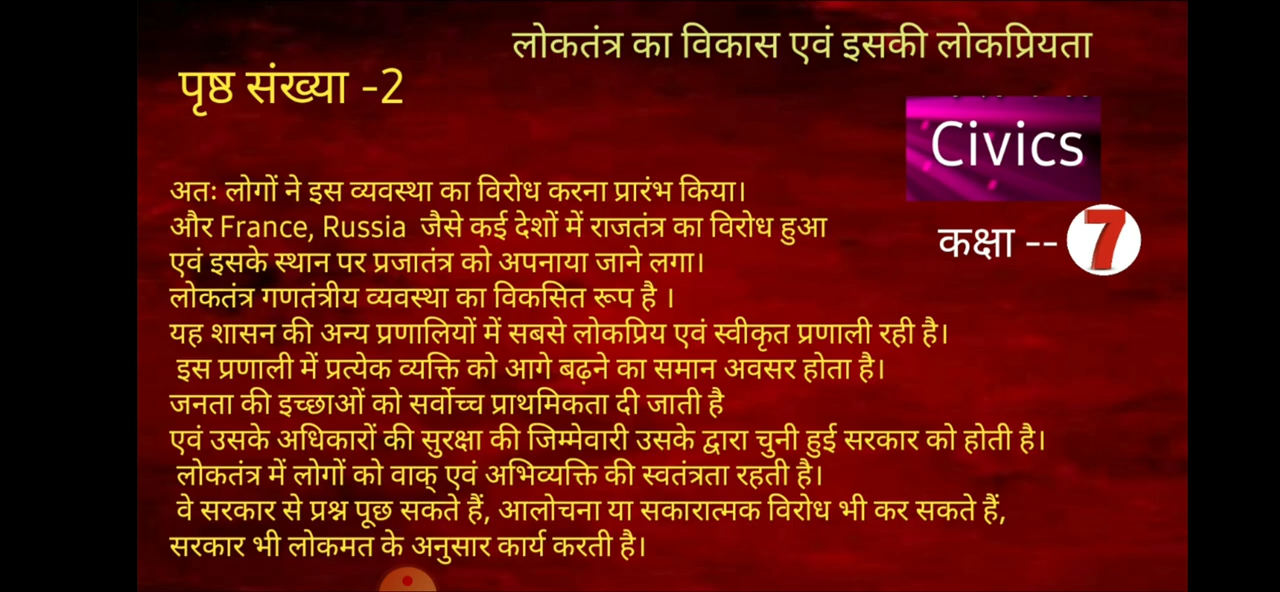 लोकतंत्र का विकास एवं इसकी लोकप्रियता
पृष्ठ संख्या -2
Civics
कक्षा -- 7
अतः लोगों ने इस व्यवस्था का विरोध करना प्रारंभ किया।
और France, Russia जैसे कई देशों में राजतंत्र का विरोध हुआ
एवं इसके स्थान पर प्रजातंत्र को अपनाया जाने लगा।
लोकतंत्र गणतंत्रीय व्यवस्था का विकसित रूप है ।
यह शासन की अन्य प्रणालियों में सबसे लोकप्रिय एवं स्वीकृत प्रणाली रही है।
इस प्रणाली में प्रत्येक व्यक्ति को आगे बढ़ने का समान अवसर होता है।
जनता की इच्छाओं को सर्वोच्च प्राथमिकता दी जाती है
एवं उसके अधिकारों की सुरक्षा की जिम्मेवारी उसके द्वारा चुनी हुई सरकार को होती है।
लोकतंत्र में लोगों को वाक् एवं अभिव्यक्ति की स्वतंत्रता रहती है।
वे सरकार से प्रश्न पूछ सकते हैं, आलोचना या सकारात्मक विरोध भी कर सकते हैं,
सरकार भी लोकमत के अनुसार कार्य करती है।